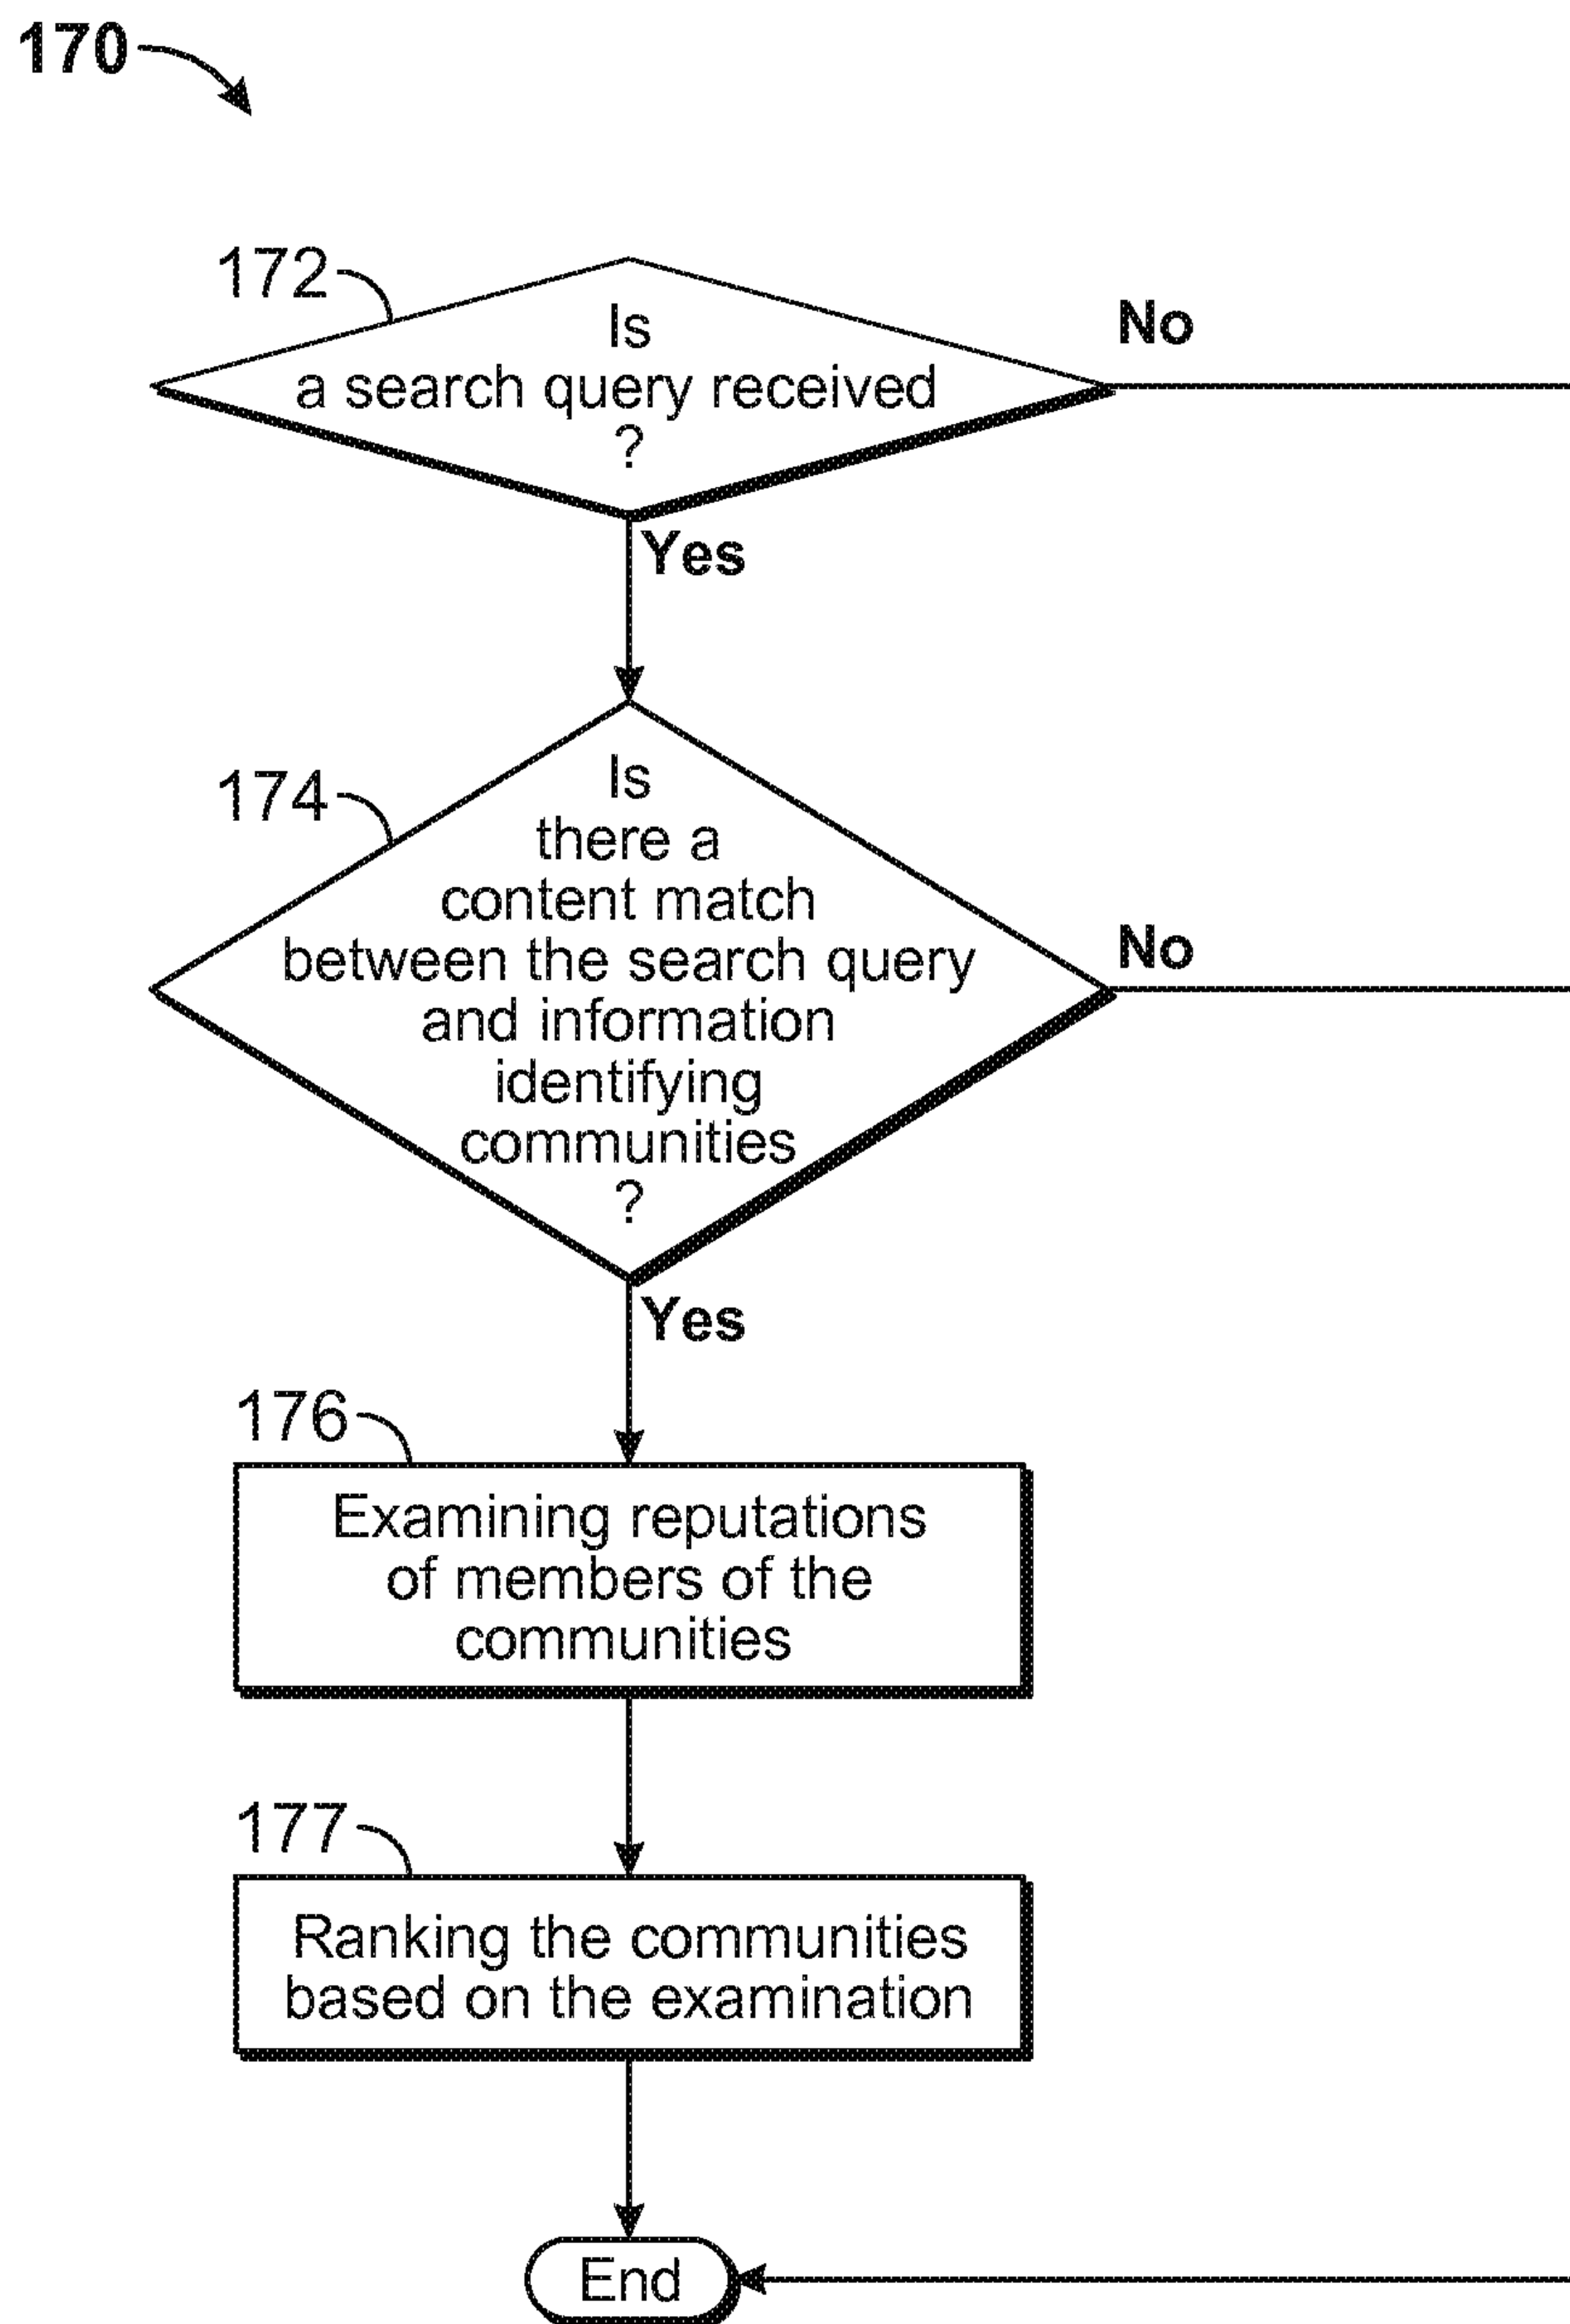 170
172
Is
a search query received
?
No
Yes
174
Is
there a
content match
between the search query
and information
identifying
communities
?
No
Yes
176
Examining reputations
of members of the
communities
177
Ranking the communities
based on the examination
End